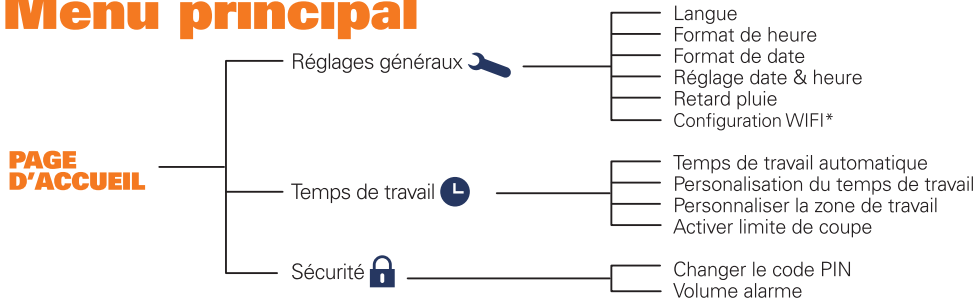 Menu principal
PAGE
D'ACCUEIL
Réglages généraux
Langue
Format de heure
Format de date
Réglage date & heure
Retard pluie
Configuration WIFI*
Temps de travail
Temps de travail automatique
Personalisation du temps de travail
Personnaliser la zone de travail
Activer limite de coupe
Sécurité
Changer le code PIN
Volume alarme